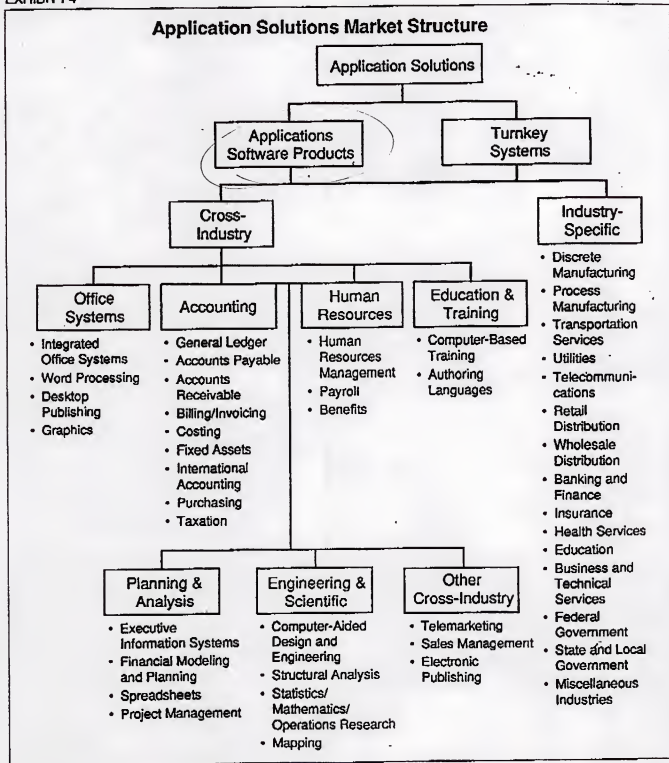 EXHIBIT
Application Solutions Market Structure
Application Solutions
Applications
Software Products
Turnkey
Systems
Cross-
Industry
Industry-
Specific
• Discrete
Manufacturing
• Process
Manufacturing
• Transportation
Services
• Utilities
• Telecommuni-
cations
• Retail
Distribution
• Wholesale
Distribution
• Banking and
Finance
• Insurance
• Health Services
• Education
• Business and
Technical
Services
• Federal
Government
• State and Local
Government
• Miscellaneous
Industries
Office
Systems
• Integrated
Office Systems
• Word Processing
• Desktop
Publishing
• Graphics
Accounting
• General Ledger
• Accounts Payable
• Accounts
Receivable
• Billing/Invoicing
• Costing
• Fixed Assets
• International
Accounting
• Purchasing
• Taxation
Human
Resources
• Human
Resources
Management
• Payroll
• Benefits
Education &
Training
• Computer-Based
Training
• Authoring
Languages
Planning &
Analysis
• Executive
Information Systems
• Financial Modeling
and Planning
• Spreadsheets
• Project Management
Engineering &
Scientific
• Computer-Aided
Design and
Engineering
• Structural Analysis
• Statistics/
Mathematics/
Operations Research
• Mapping
Other
Cross-Industry
• Telemarketing
• Sales Management
• Electronic
Publishing